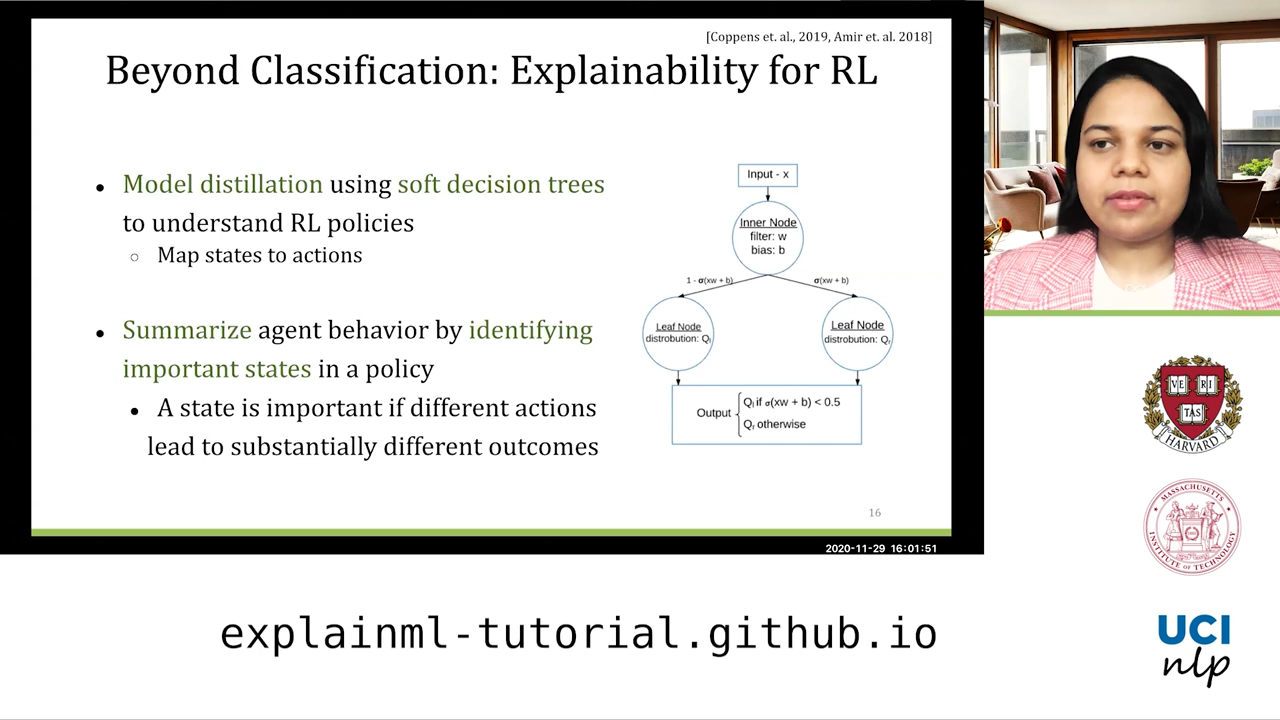 [Coppens et. al., 2019, Amir et. al. 2018]
Beyond Classification: Explainability for RL
● Model distillation using soft decision trees
to understand RL policies
○ Map states to actions
● Summarize agent behavior by identifying
important states in a policy
● A state is important if different actions
lead to substantially different outcomes
Input - x
Inner Node
filter: w
bias: b
1 - σ(xw + b)
σ(xw + b)
Leaf Node
distrobution: Qₗ
Leaf Node
distrobution: Qᵣ
Output
Qₗ if σ(xw + b) < 0.5
Qᵣ otherwise
16
2020-11-29 16:01:51
VE RI
TAS
HARVARD
MASSACHUSETTS
INSTITUTE OF TECHNOLOGY
UCI
nlp
explainml-tutorial.github.io